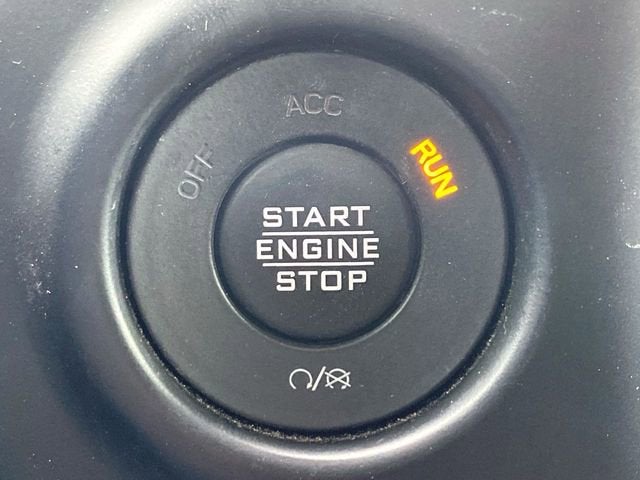 OFF
ACC
RUN
START
ENGINE
STOP